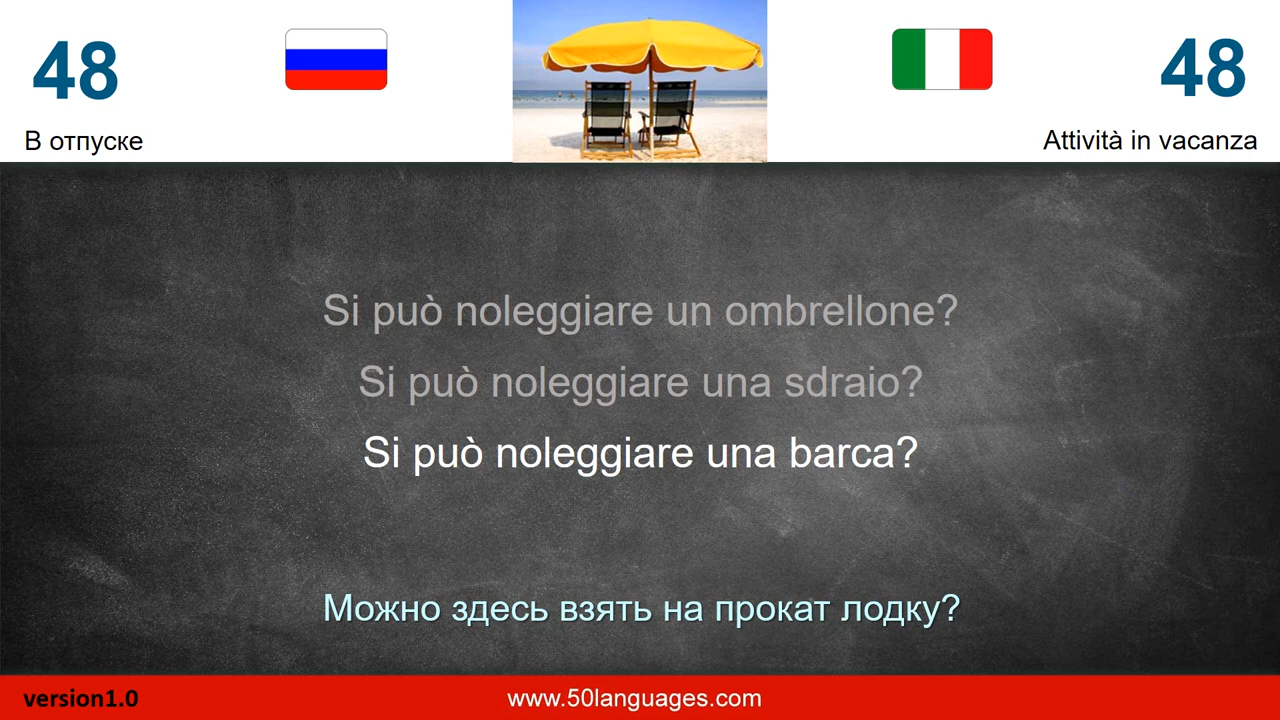 48
48
В отпуске
Attività in vacanza
Si può noleggiare un ombrellone?
Si può noleggiare una sdraio?
Si può noleggiare una barca?
Можно здесь взять на прокат лодку?
version1.0
www.50languages.com